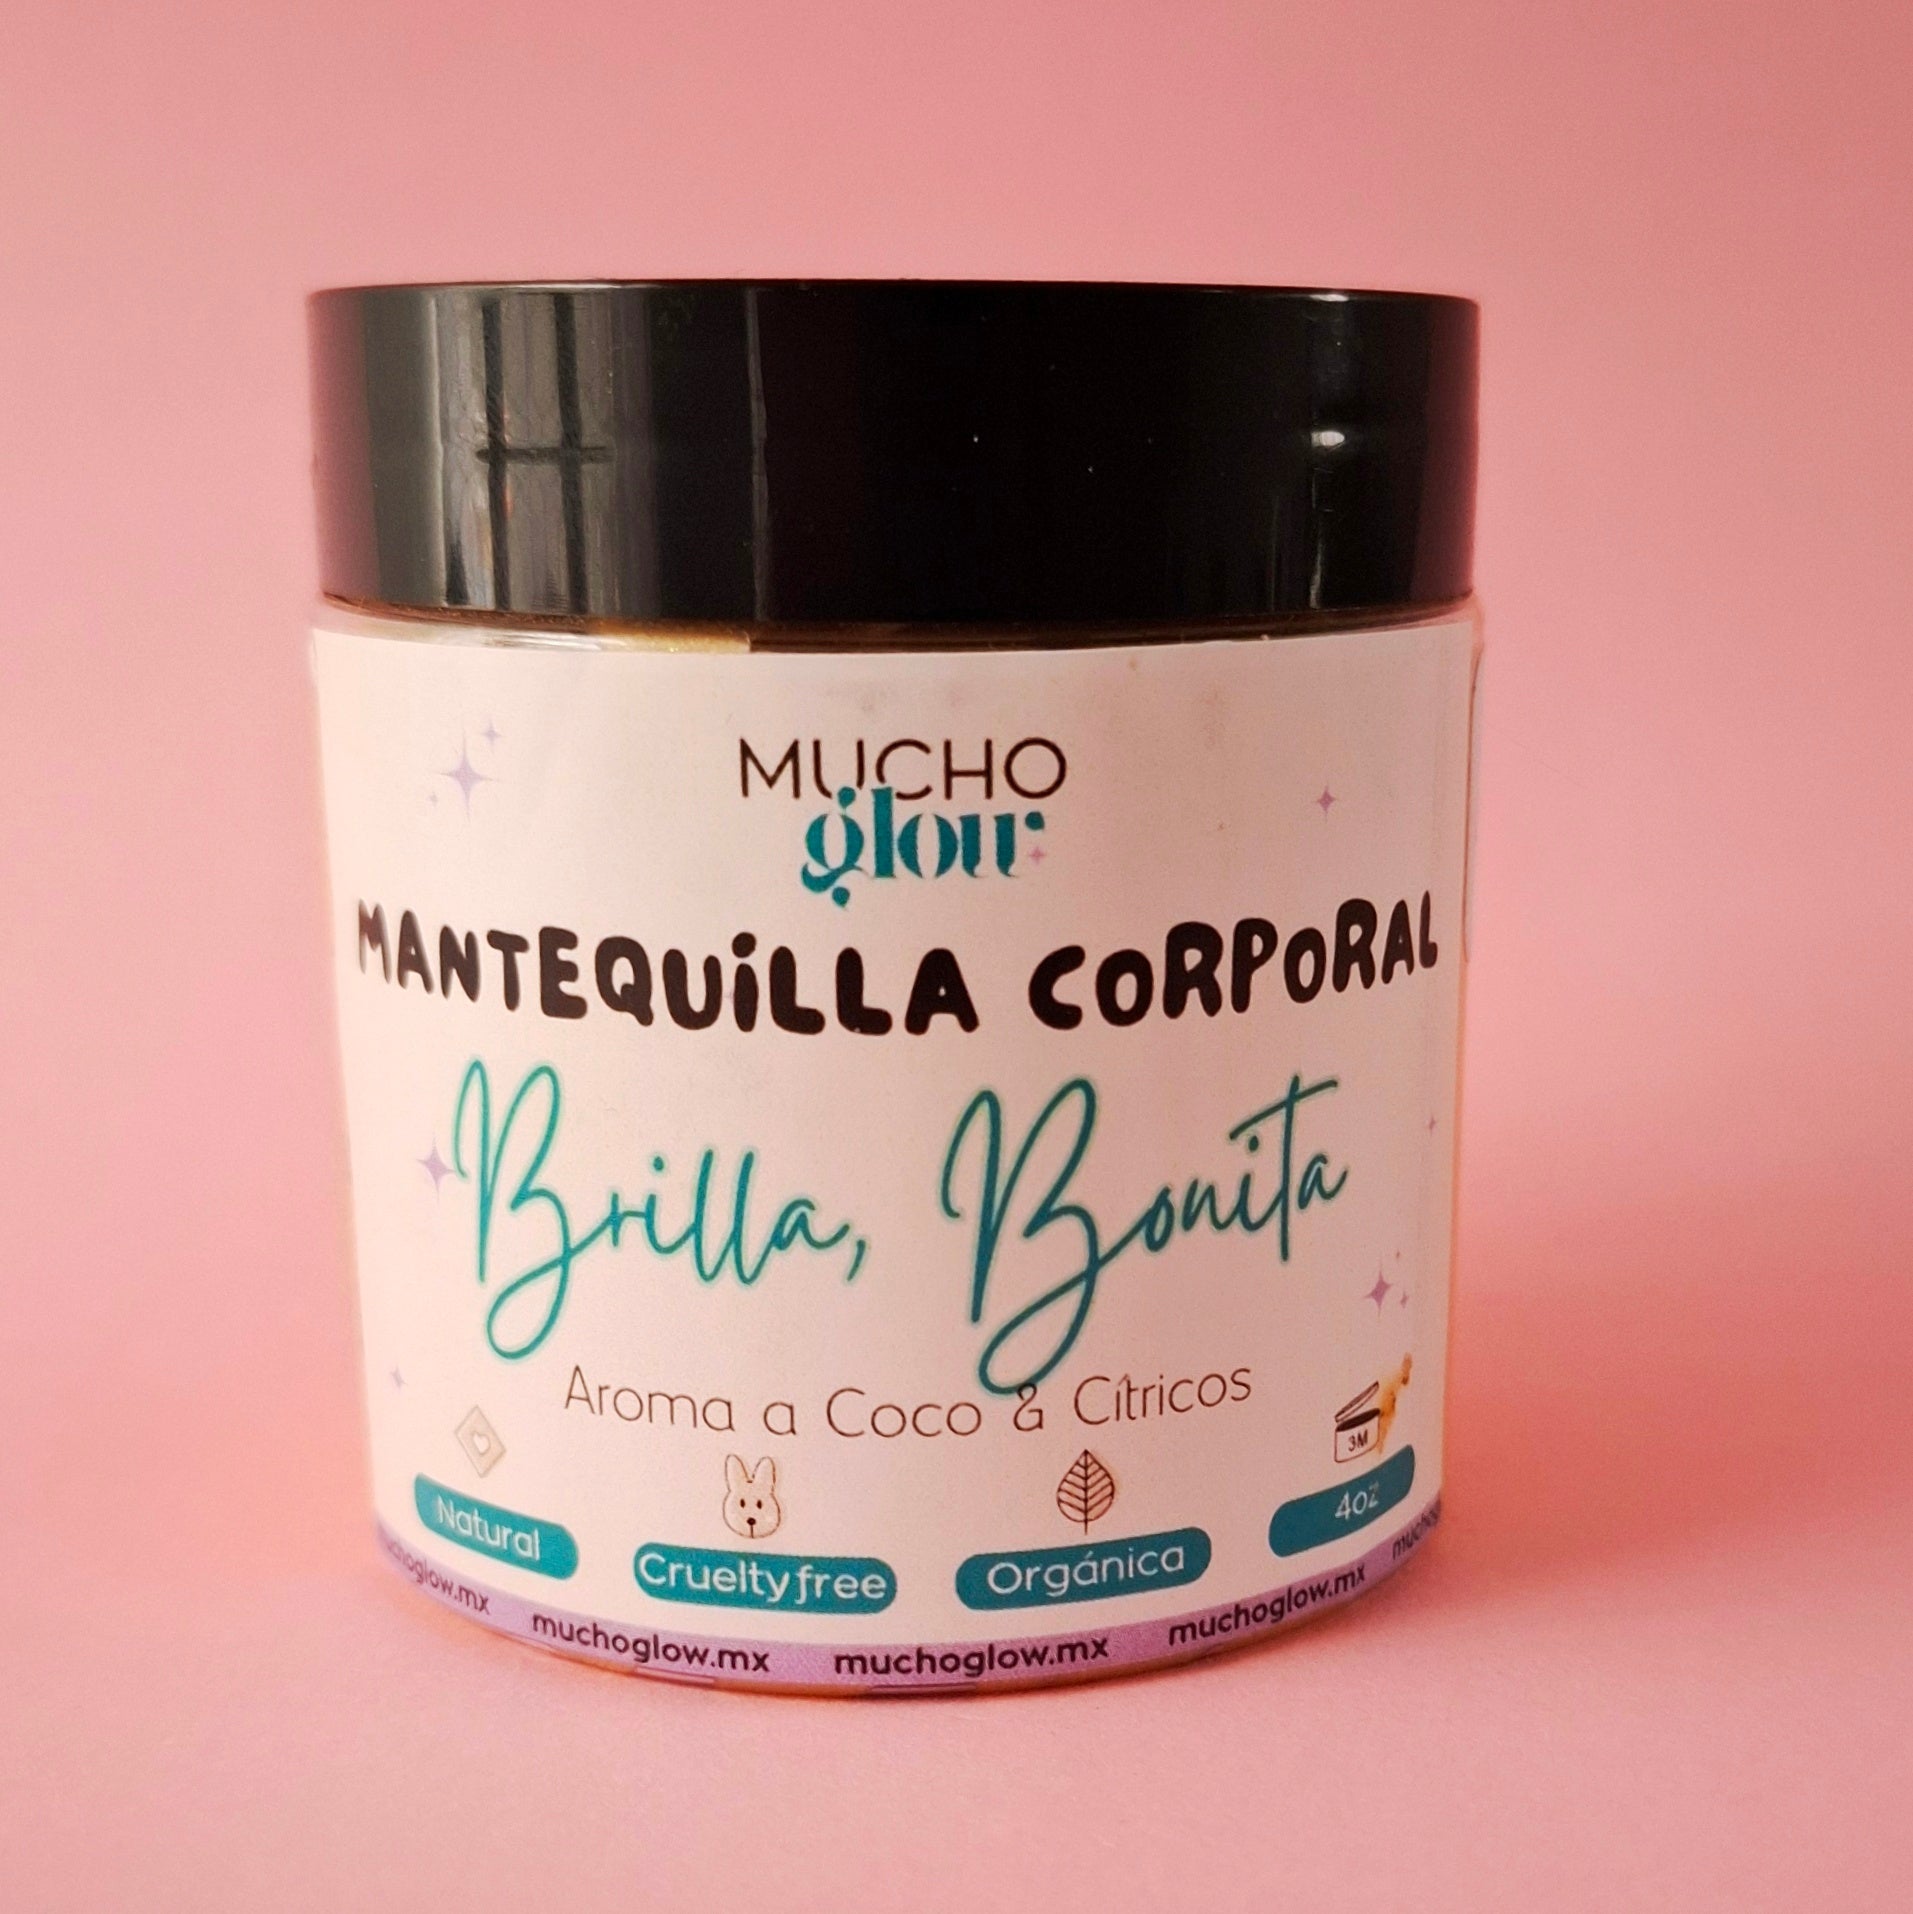 MUCHO
glow
MANTEQUiLLA CORPORAL
Brilla, Bonita
Aroma a Coco & Cítricos
3M
Natural
Cruelty free
Orgánica
4oz
muchoglow.mx muchoglow.mx muchoglow.mx